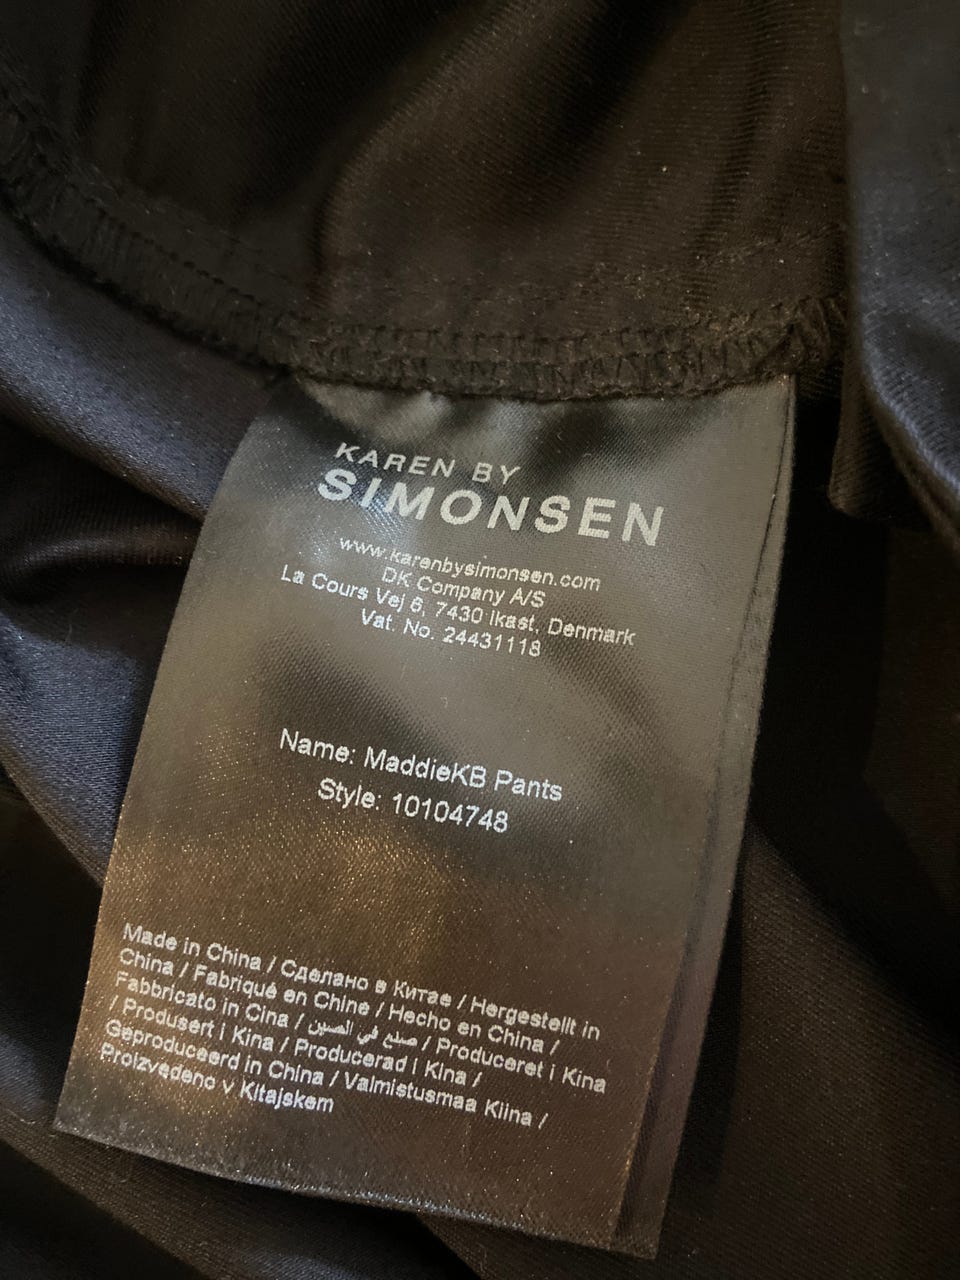 KAREN BY
SIMONSEN
www.karenbysimonsen.com
DK Company A/S
La Cours Vej 6, 7430 Ikast, Denmark
Vat. No. 24431118
Name: MaddieKB Pants
Style: 10104748
Made in China / Сделано в Китае / Hergestellt in
China / Fabriqué en Chine / Hecho en China /
Fabbricato in Cina / صنع في الصين / Produceret i Kina
/ Produsert i Kina / Producerad i Kina /
Geproduceerd in China / Valmistusmaa Kiina /
Proizvedeno v Kitajskem